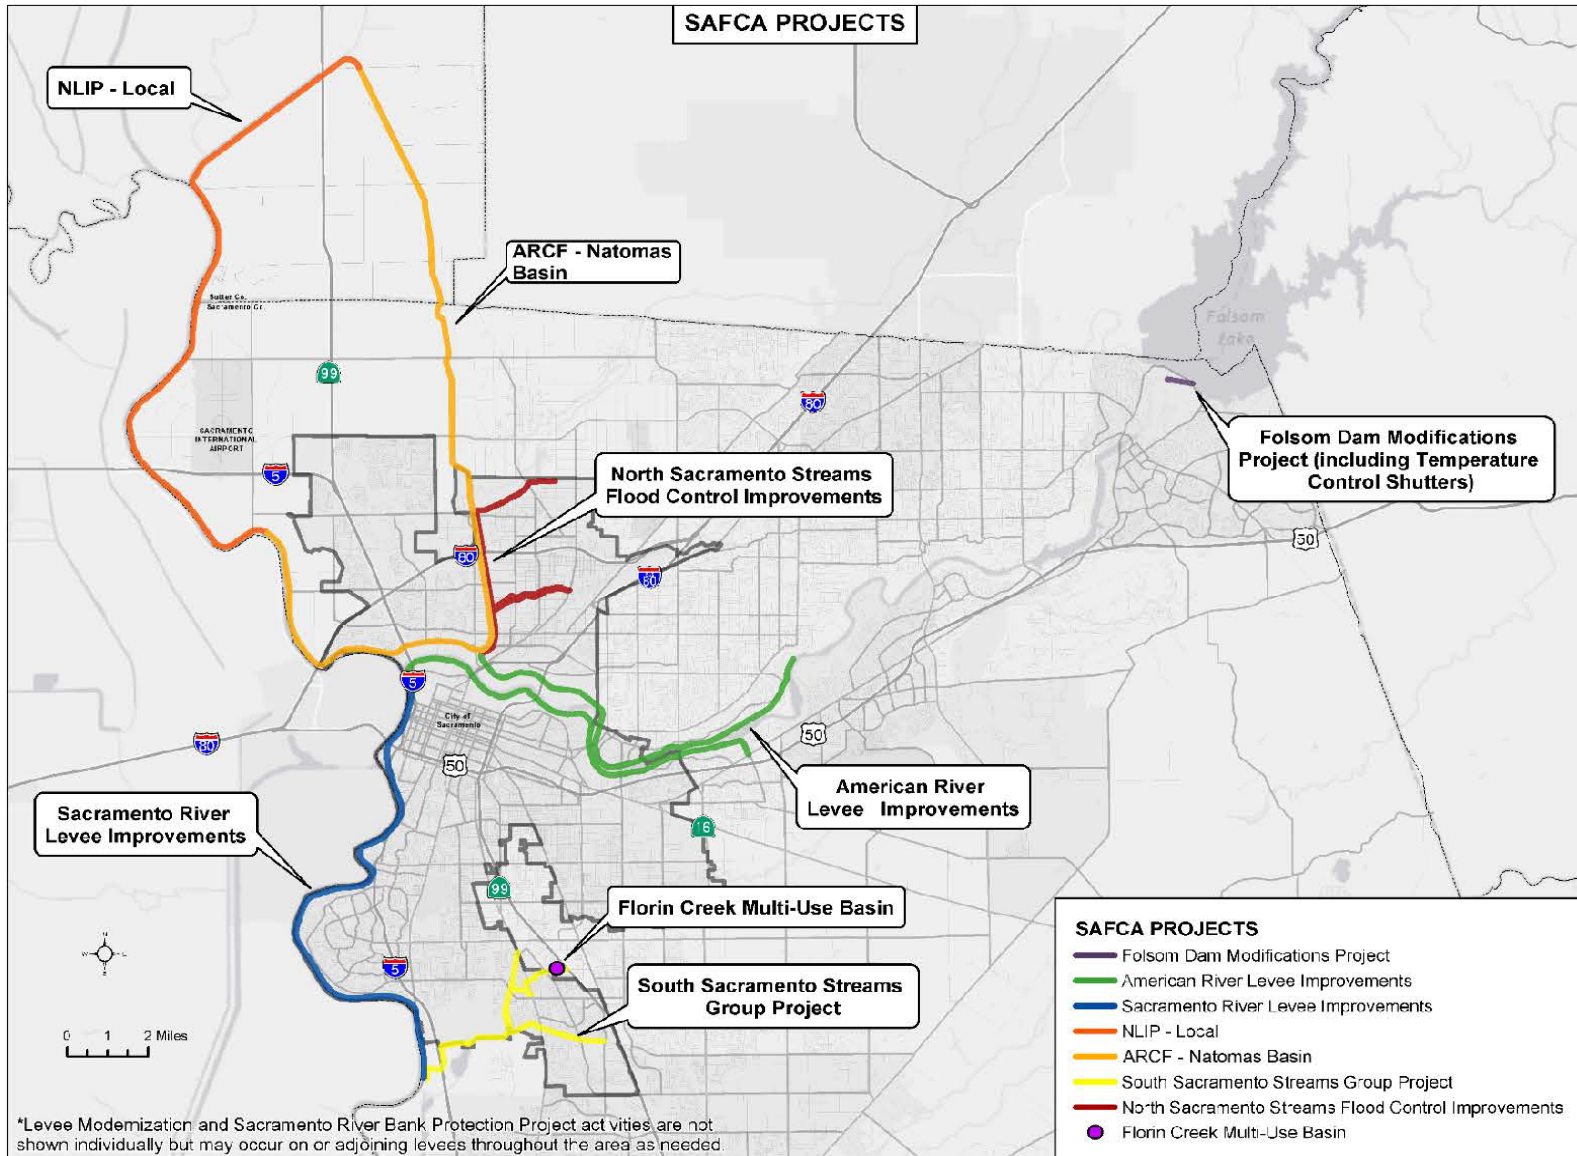 SAFCA PROJECTS
NLIP - Local
ARCF - Natomas
Basin
Sutter Co.
Sacramento Co.
Folsom
Lake
99
80
SACRAMENTO
INTERNATIONAL
AIRPORT
5
Folsom Dam Modifications
Project (including Temperature
Control Shutters)
North Sacramento Streams
Flood Control Improvements
50
80
80
5
City of
Sacramento
80
50
50
American River
Levee Improvements
Sacramento River
Levee Improvements
16
99
Florin Creek Multi-Use Basin
N
W
E
S
5
South Sacramento Streams
Group Project
0 1 2 Miles
SAFCA PROJECTS
Folsom Dam Modifications Project
American River Levee Improvements
Sacramento River Levee Improvements
NLIP - Local
ARCF - Natomas Basin
South Sacramento Streams Group Project
North Sacramento Streams Flood Control Improvements
Florin Creek Multi-Use Basin
*Levee Modernization and Sacramento River Bank Protection Project activities are not
shown individually but may occur on or adjoining levees throughout the area as needed.